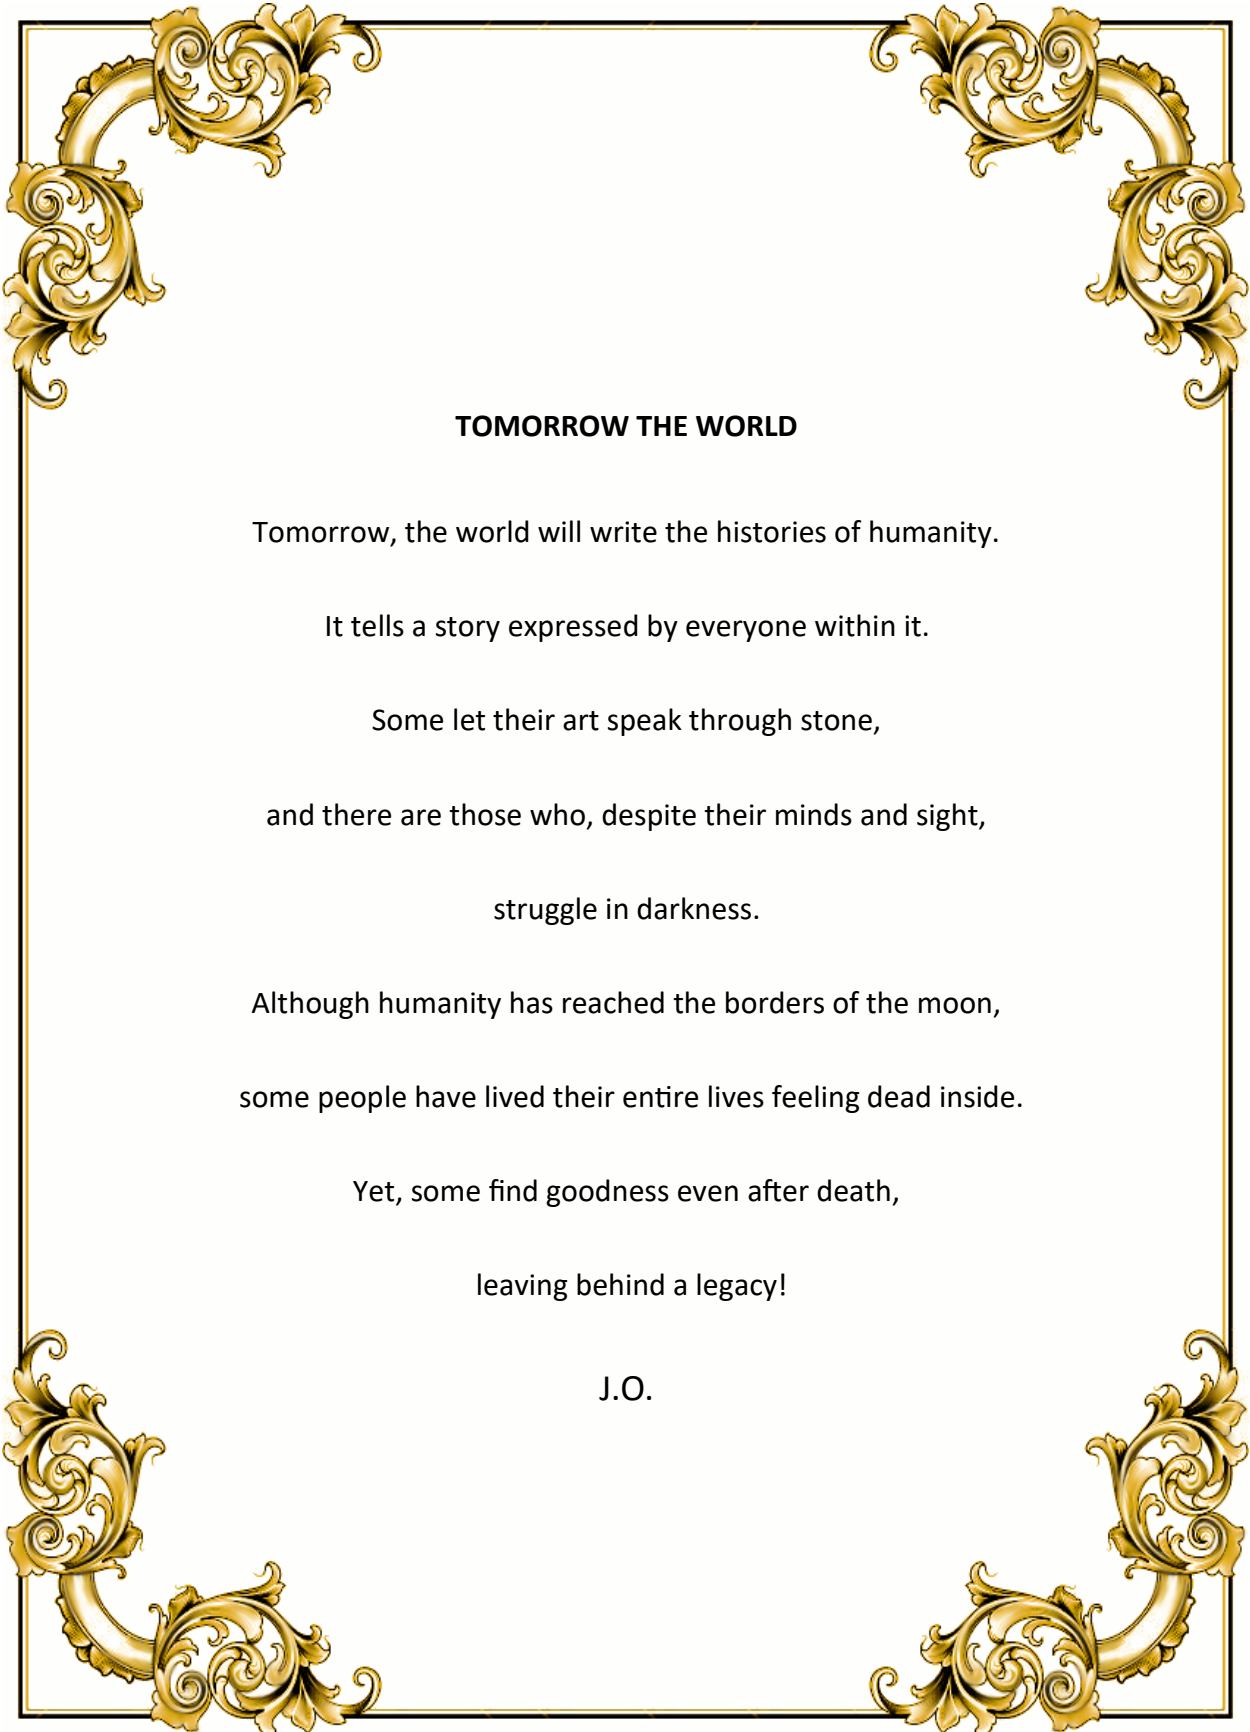 TOMORROW THE WORLD
Tomorrow, the world will write the histories of humanity.
It tells a story expressed by everyone within it.
Some let their art speak through stone,
and there are those who, despite their minds and sight,
struggle in darkness.
Although humanity has reached the borders of the moon,
some people have lived their entire lives feeling dead inside.
Yet, some find goodness even after death,
leaving behind a legacy!
J.O.